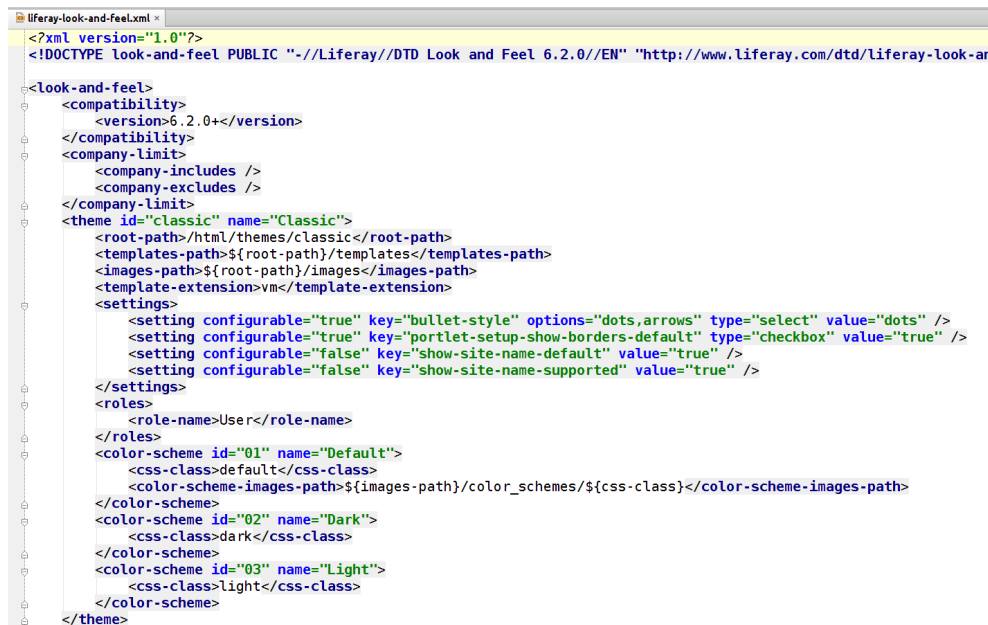 liferay-look-and-feel.xml ×
<?xml version="1.0"?>
<!DOCTYPE look-and-feel PUBLIC "-//Liferay//DTD Look and Feel 6.2.0//EN" "http://www.liferay.com/dtd/liferay-look-an
<look-and-feel>
    <compatibility>
        <version>6.2.0+</version>
    </compatibility>
    <company-limit>
        <company-includes />
        <company-excludes />
    </company-limit>
    <theme id="classic" name="Classic">
        <root-path>/html/themes/classic</root-path>
        <templates-path>${root-path}/templates</templates-path>
        <images-path>${root-path}/images</images-path>
        <template-extension>vm</template-extension>
        <settings>
            <setting configurable="true" key="bullet-style" options="dots,arrows" type="select" value="dots" />
            <setting configurable="true" key="portlet-setup-show-borders-default" type="checkbox" value="true" />
            <setting configurable="false" key="show-site-name-default" value="true" />
            <setting configurable="false" key="show-site-name-supported" value="true" />
        </settings>
        <roles>
            <role-name>User</role-name>
        </roles>
        <color-scheme id="01" name="Default">
            <css-class>default</css-class>
            <color-scheme-images-path>${images-path}/color_schemes/${css-class}</color-scheme-images-path>
        </color-scheme>
        <color-scheme id="02" name="Dark">
            <css-class>dark</css-class>
        </color-scheme>
        <color-scheme id="03" name="Light">
            <css-class>light</css-class>
        </color-scheme>
    </theme>